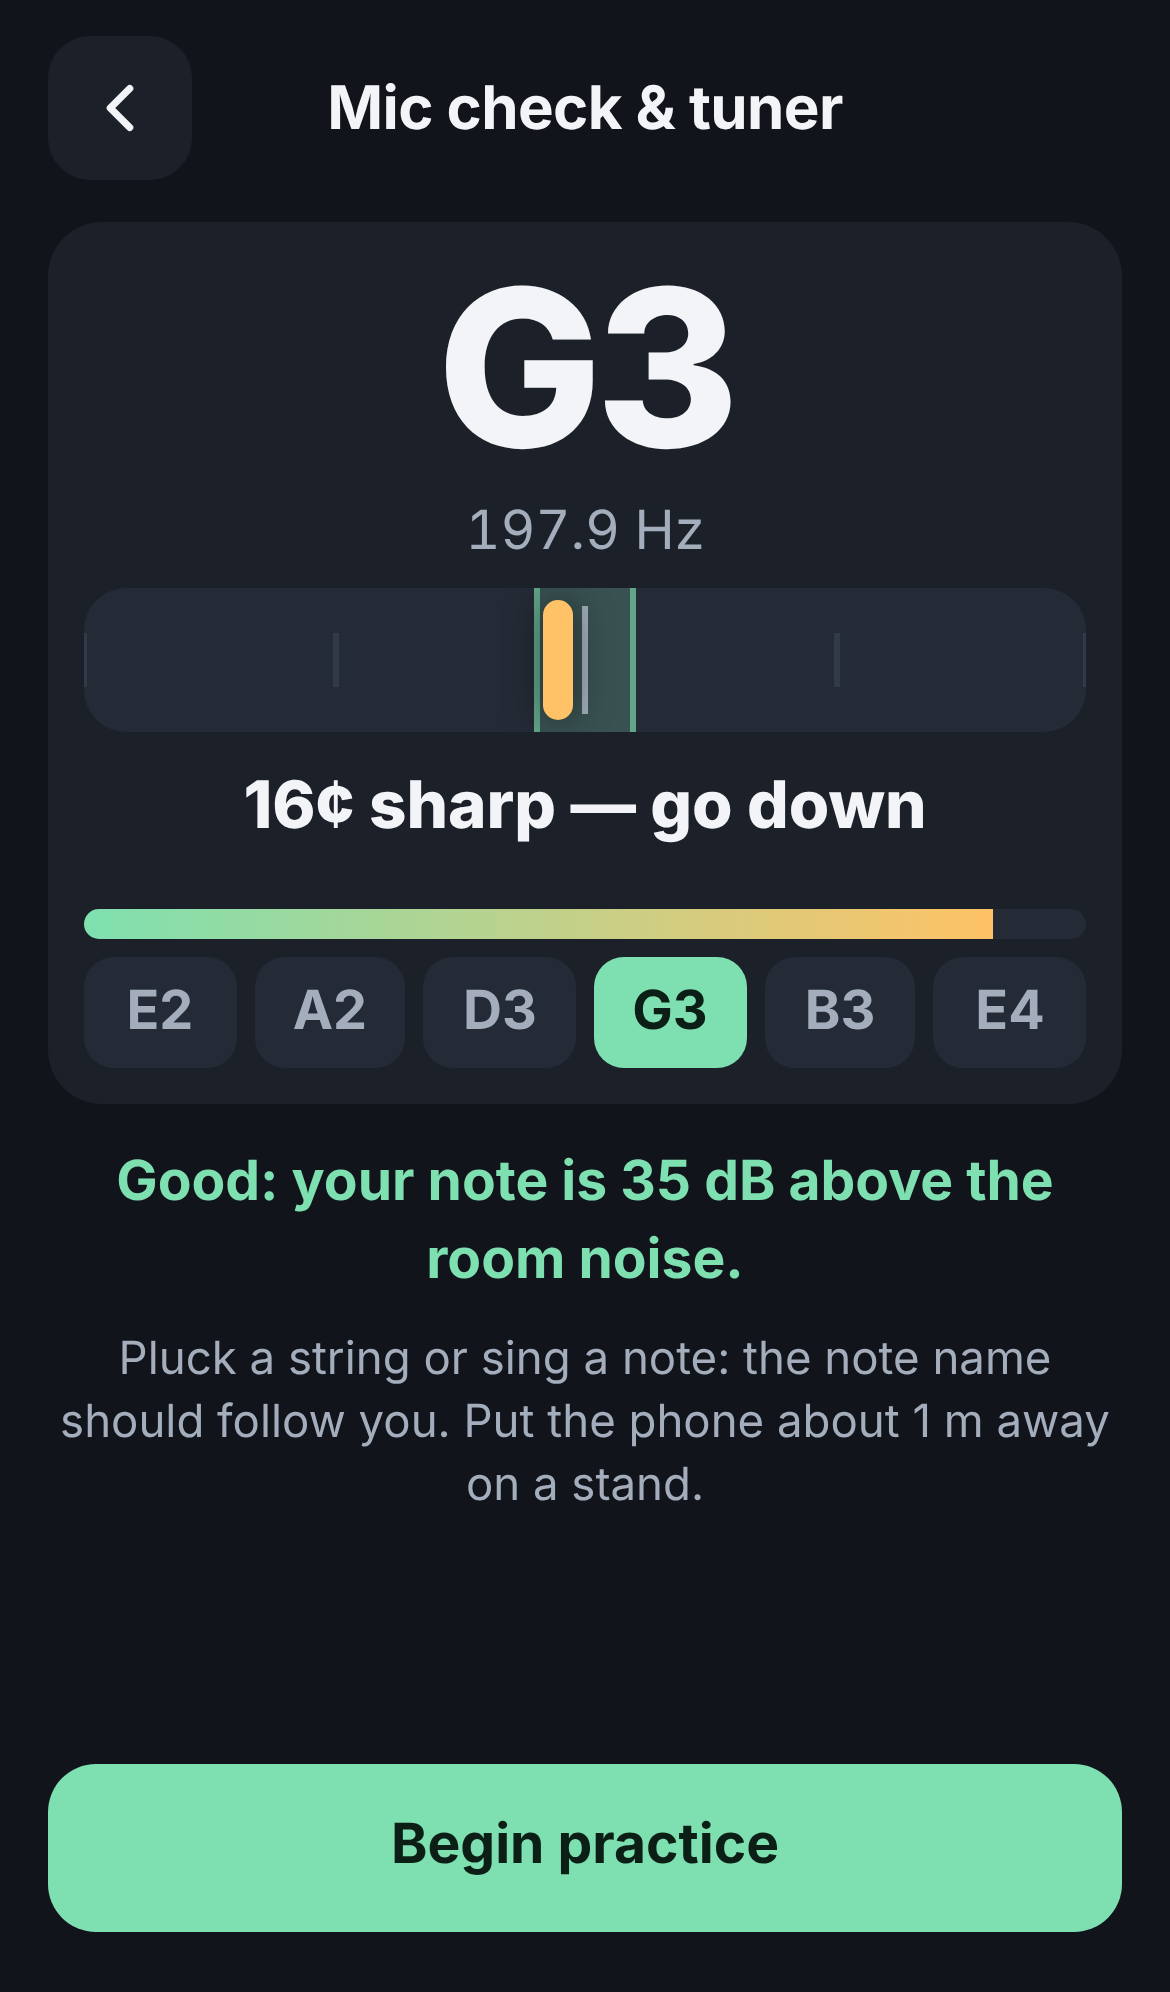 Mic check & tuner
G3
197.9 Hz
16¢ sharp — go down
E2 A2 D3 G3 B3 E4
Good: your note is 35 dB above the
room noise.
Pluck a string or sing a note: the note name
should follow you. Put the phone about 1 m away
on a stand.
Begin practice